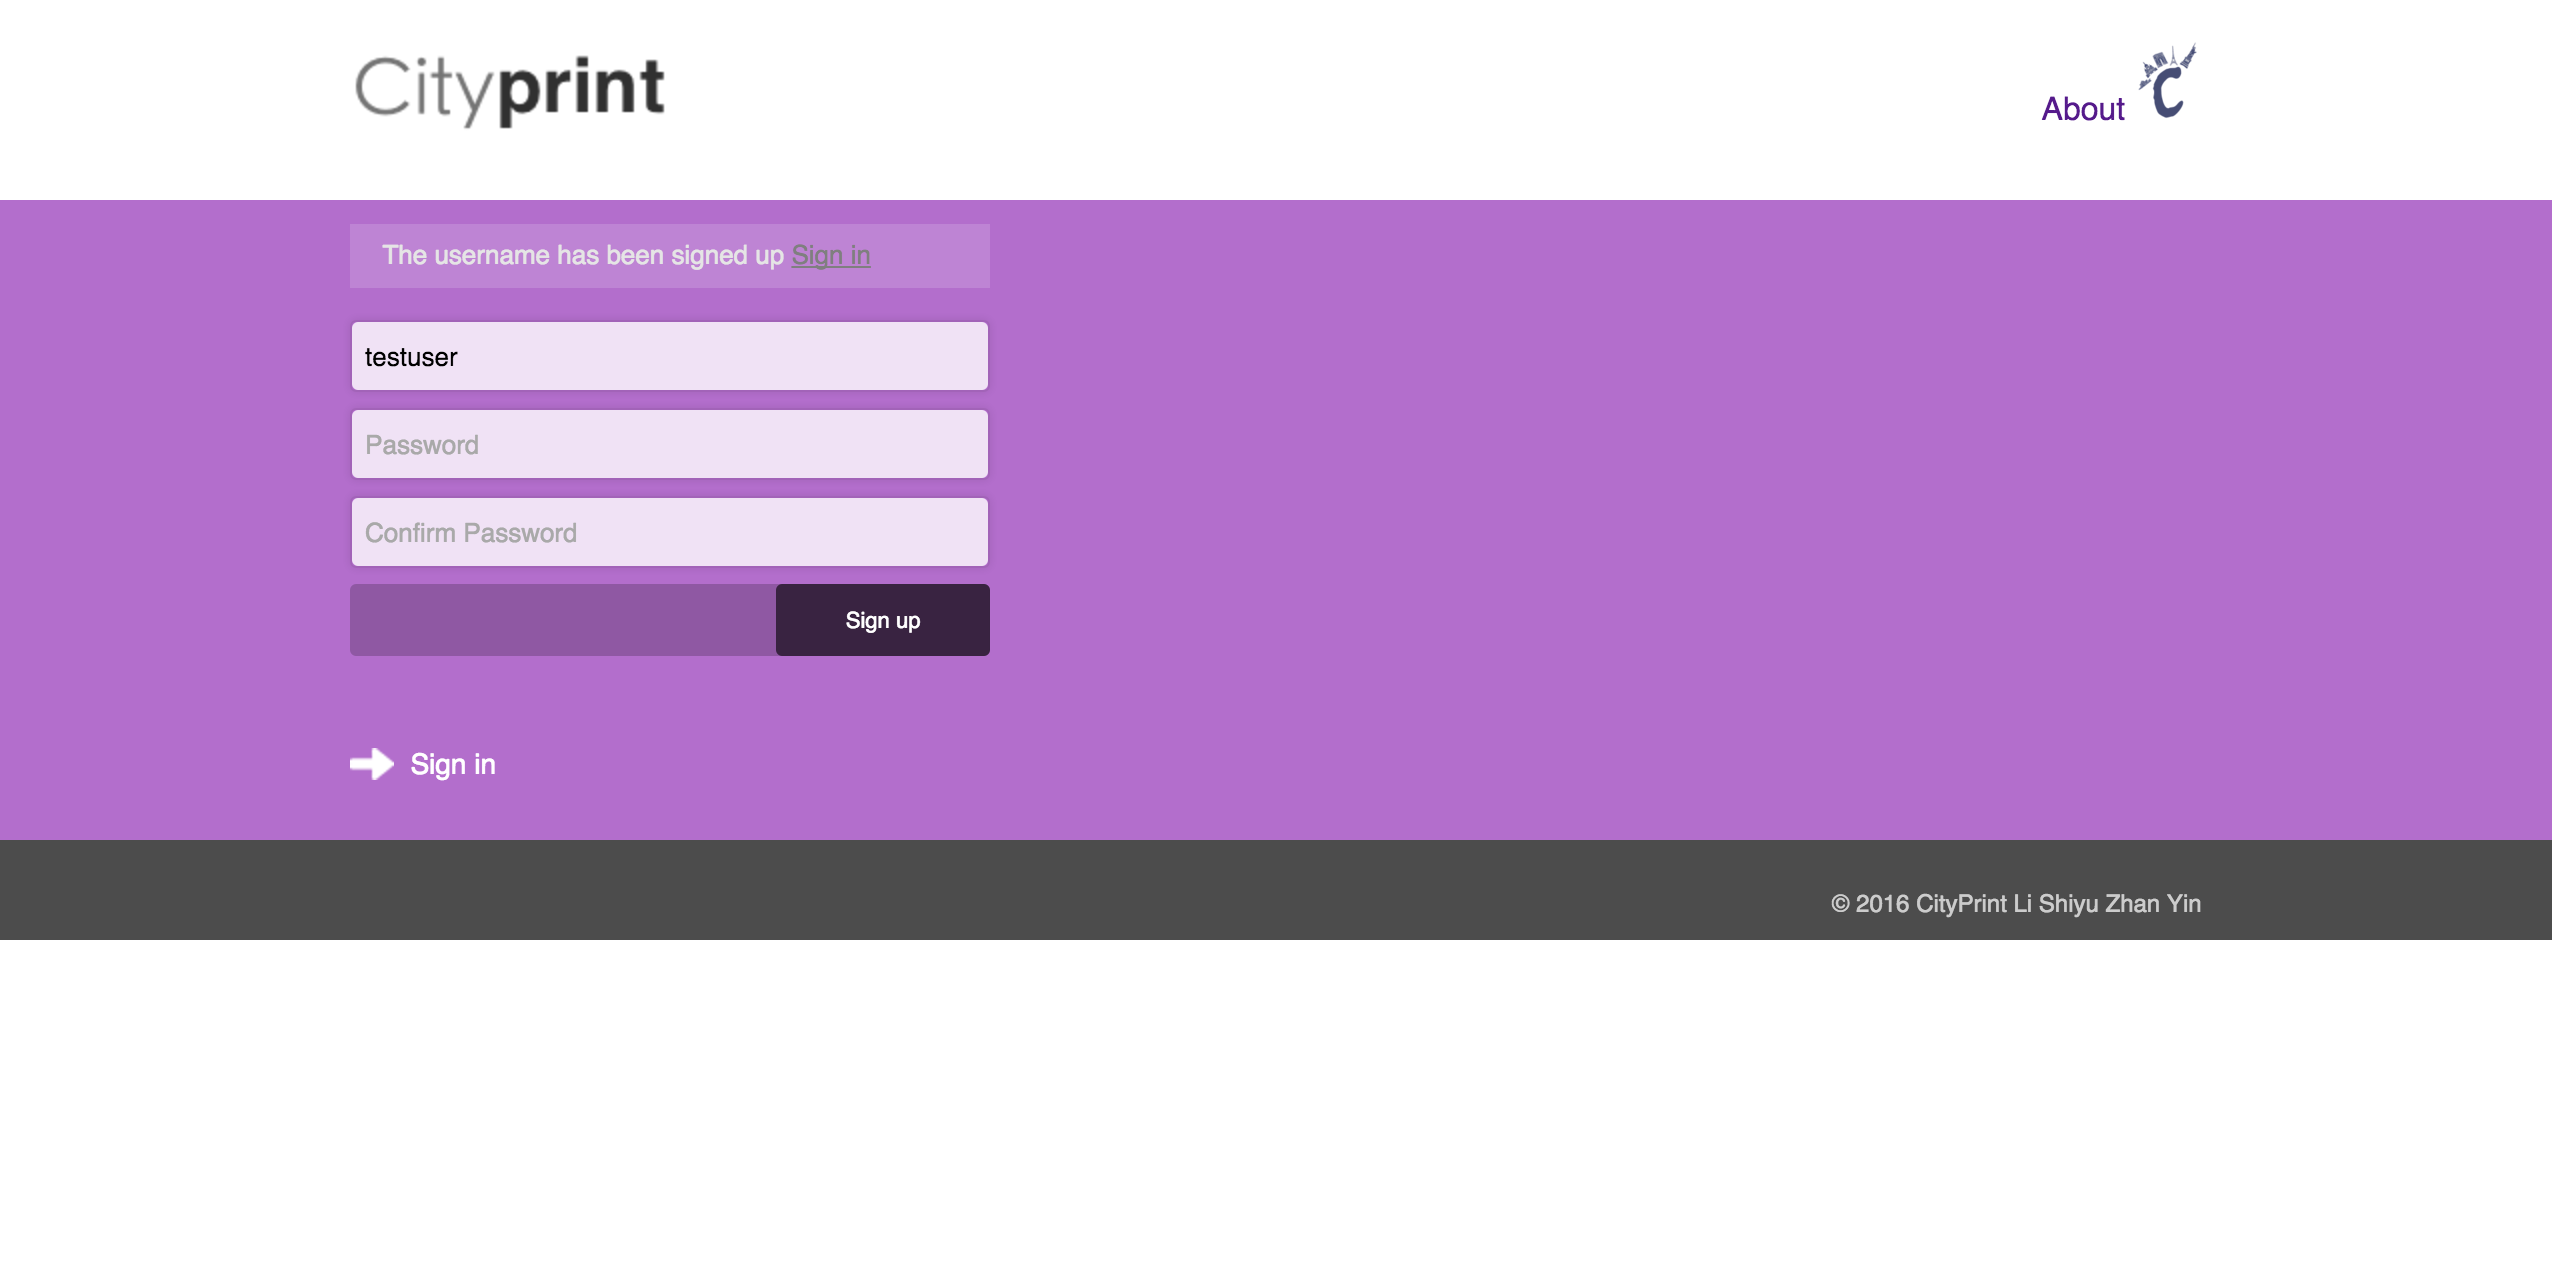 Cityprint
About
The username has been signed up Sign in
testuser
Password
Confirm Password
Sign up
Sign in
© 2016 CityPrint Li Shiyu Zhan Yin